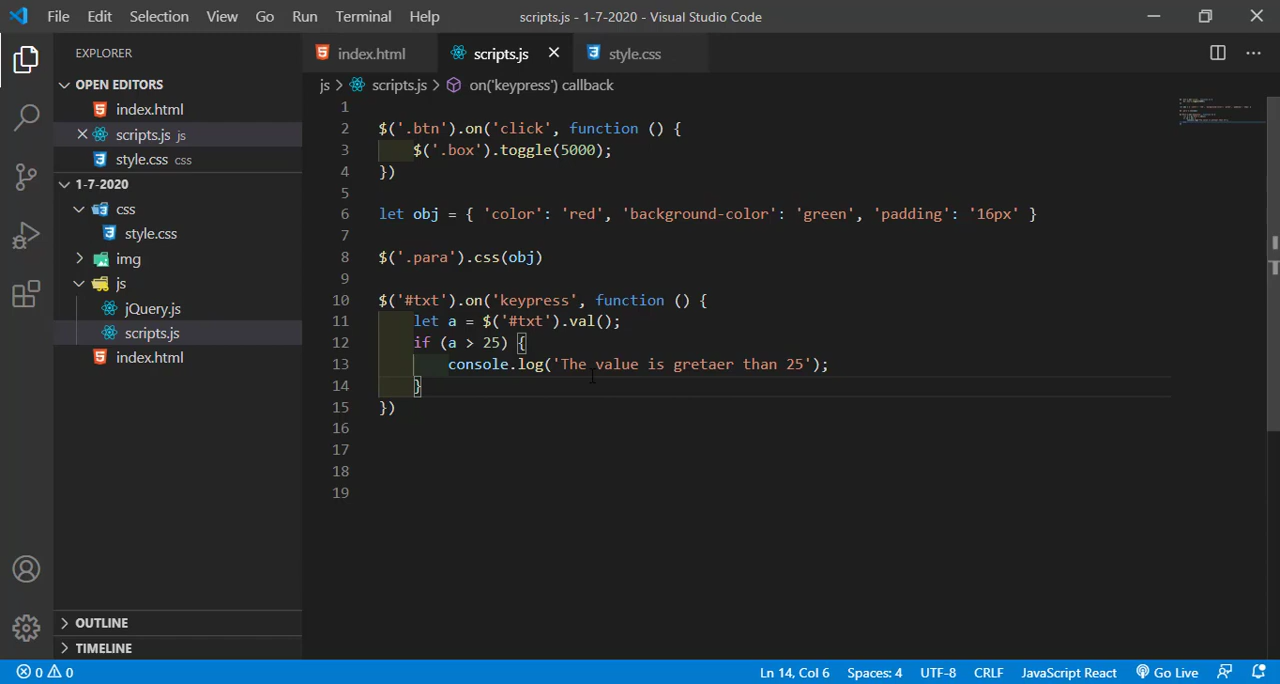 File Edit Selection View Go Run Terminal Help scripts.js - 1-7-2020 - Visual Studio Code
EXPLORER
OPEN EDITORS
index.html
scripts.js js
style.css css
1-7-2020
css
style.css
img
js
jQuery.js
scripts.js
index.html
OUTLINE
TIMELINE
index.html scripts.js style.css
js > scripts.js > on('keypress') callback
1
2 $('.btn').on('click', function () {
3 $('.box').toggle(5000);
4 })
5
6 let obj = { 'color': 'red', 'background-color': 'green', 'padding': '16px' }
7
8 $('.para').css(obj)
9
10 $('#txt').on('keypress', function () {
11 let a = $('#txt').val();
12 if (a > 25) {
13 console.log('The value is gretaer than 25');
14 }
15 })
16
17
18
19
0 0 Ln 14, Col 6 Spaces: 4 UTF-8 CRLF JavaScript React Go Live